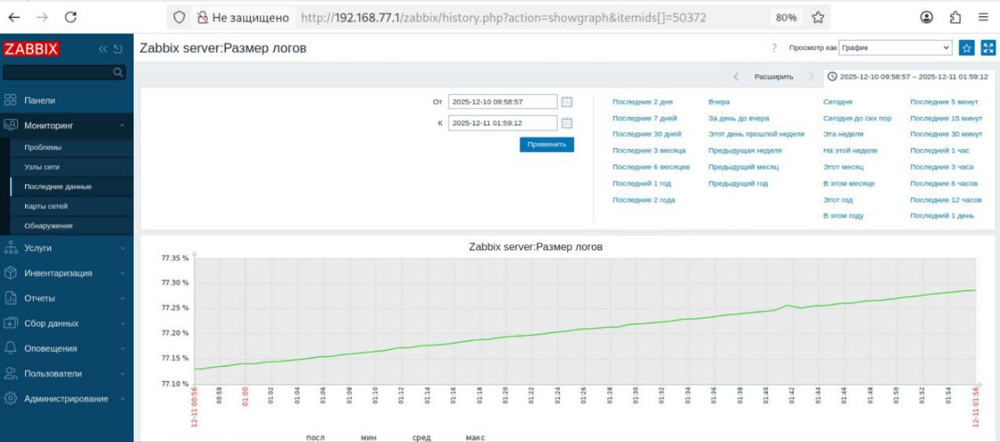 Не защищено http://192.168.77.1/zabbix/history.php?action=showgraph&itemids[]=50372 80%
ZABBIX
Zabbix server:Размер логов ? Просмотр как График
Расширить 2025-12-10 09:58:57 – 2025-12-11 01:59:12
Панели
Мониторинг
Проблемы
Узлы сети
Последние данные
Карты сетей
Обнаружение
Услуги
Инвентаризация
Отчеты
Сбор данных
Оповещения
Пользователи
Администрирование
От 2025-12-10 09:58:57
К 2025-12-11 01:59:12
Применить
Последние 2 дня Вчера Сегодня Последние 5 минут
Последние 7 дней За день до вчера Сегодня до сих пор Последние 15 минут
Последние 30 дней Этот день прошлой недели Эта неделя Последние 30 минут
Последние 3 месяца Предыдущая неделя На этой неделе Последний 1 час
Последние 6 месяцев Предыдущий месяц Этот месяц Последние 3 часа
Последний 1 год Предыдущий год В этом месяце Последние 6 часов
Последние 2 года Этот год Последние 12 часов
В этом году Последний 1 день
Zabbix server:Размер логов
77.35 %
77.30 %
77.25 %
77.20 %
77.15 %
77.10 %
12-11 00:56 00:58 01:00 01:02 01:04 01:06 01:08 01:10 01:12 01:14 01:16 01:18 01:20 01:22 01:24 01:26 01:28 01:30 01:32 01:34 01:36 01:38 01:40 01:42 01:44 01:46 01:48 01:50 01:52 01:54 12-11 01:56
посл мин сред макс